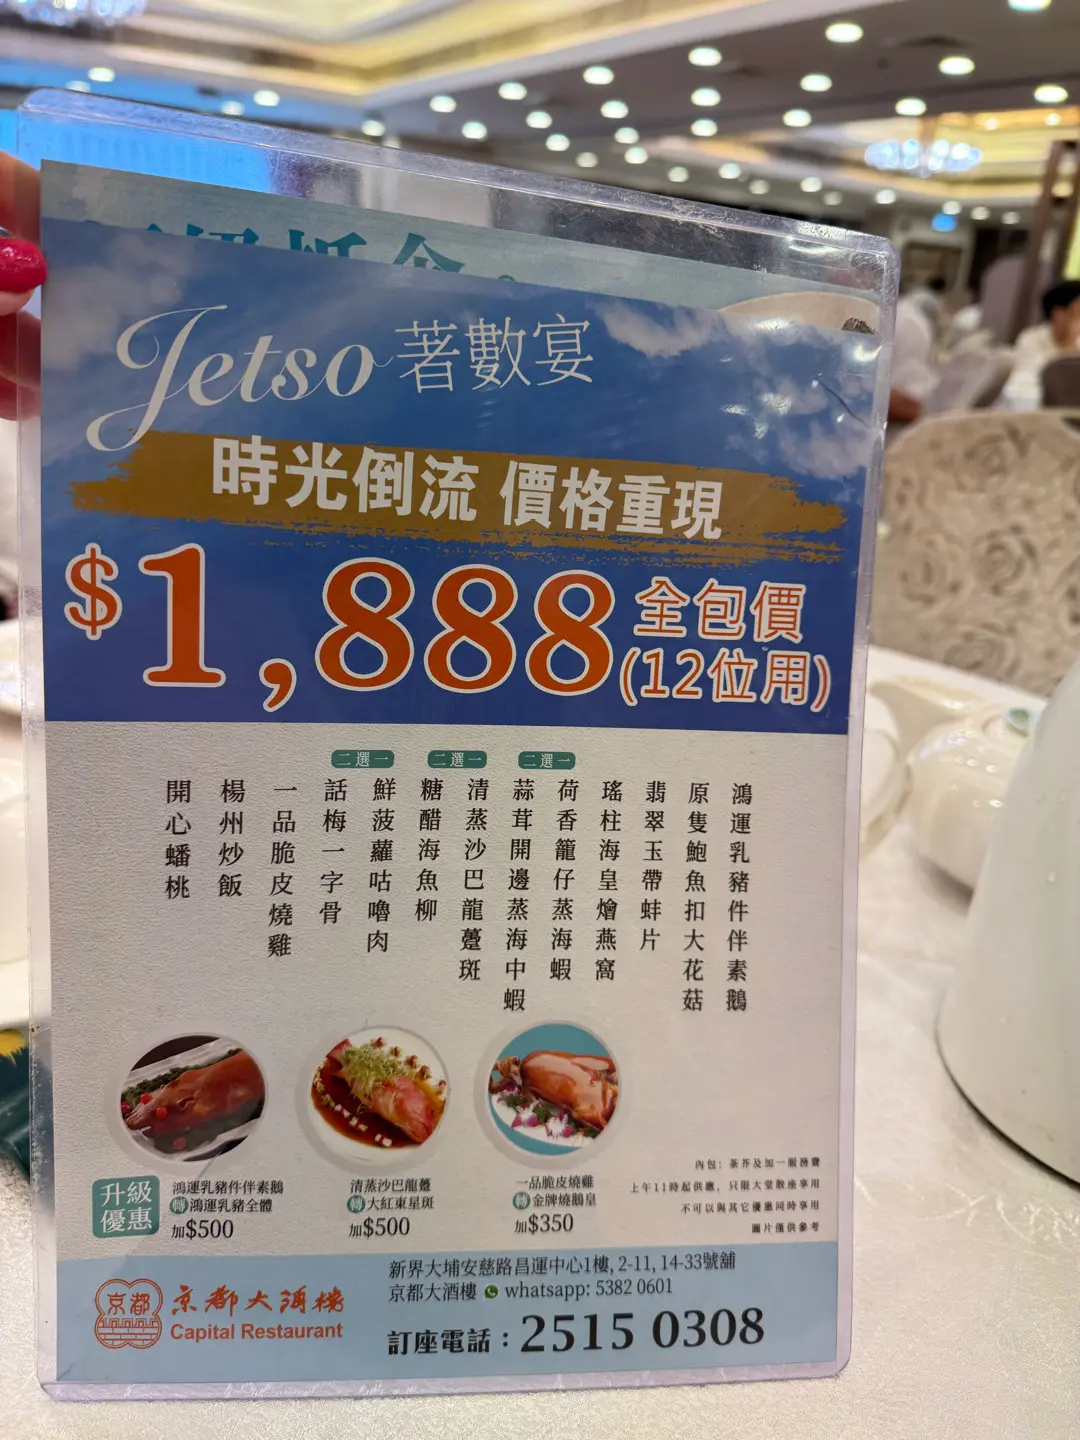 Jetso 著數宴
時光倒流 價格重現
$1,888 全包價
(12位用)
鴻運乳豬件伴素鵝
原隻鮑魚扣大花菇
翡翠玉帶蚌片
瑤柱海皇燴燕窩
二選一
荷香籠仔蒸海蝦
蒜茸開邊蒸海中蝦
二選一
清蒸沙巴龍躉斑
糖醋海魚柳
二選一
鮮菠蘿咕嚕肉
話梅一字骨
一品脆皮燒雞
楊州炒飯
開心蟠桃
升級
優惠
鴻運乳豬件伴素鵝
轉鴻運乳豬全體
加$500
清蒸沙巴龍躉
轉大紅東星斑
加$500
一品脆皮燒雞
轉金牌燒鵝皇
加$350
內包：茶芥及加一服務費
上午11時起供應，只限大堂散座享用
不可以與其它優惠同時享用
圖片僅供參考
京都
京都大酒樓
Capital Restaurant
新界大埔安慈路昌運中心1樓, 2-11, 14-33號舖
京都大酒樓 whatsapp: 5382 0601
訂座電話：2515 0308